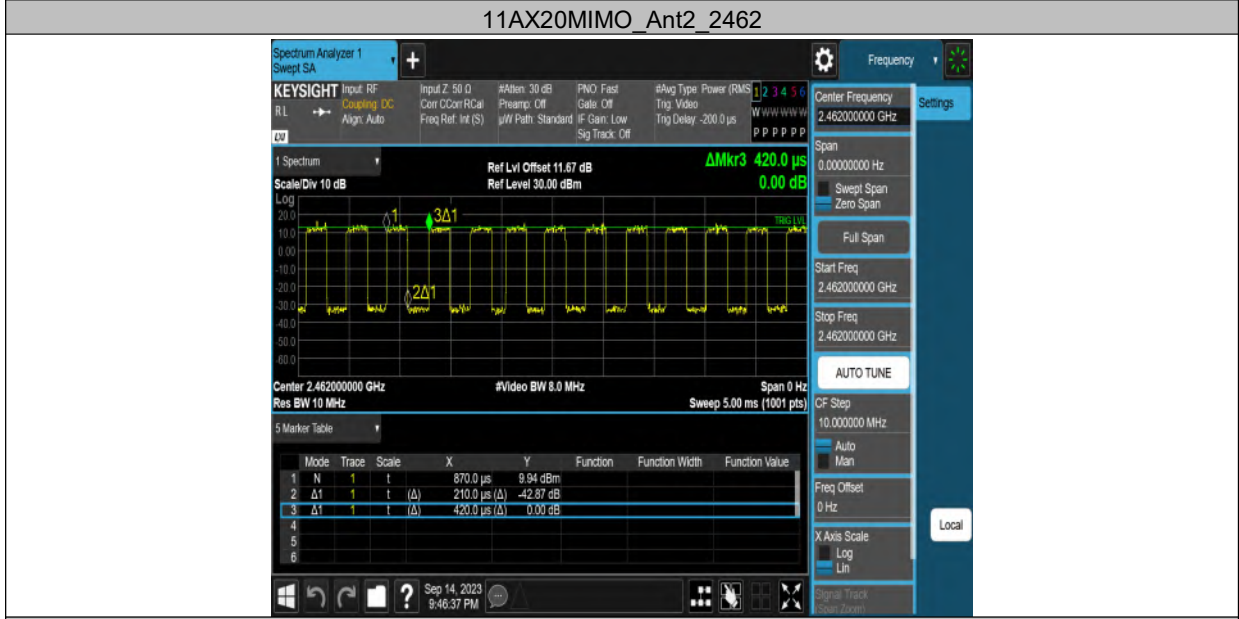 11AX20MIMO_Ant2_2462
Spectrum Analyzer 1
Swept SA
+
Frequency
KEYSIGHT Input: RF Input Z: 50 Ω #Atten: 30 dB PNO: Fast #Avg Type: Power (RMS 1 2 3 4 5 6
R L Coupling: DC Corr CCorr RCal Preamp: Off Gate: Off Trig: Video W W W W W W
Align: Auto Freq Ref: Int (S) µW Path: Standard IF Gain: Low Trig Delay: -200.0 µs
Sig Track: Off P P P P P P
LXI
1 Spectrum
Ref Lvl Offset 11.67 dB
ΔMkr3 420.0 µs
Scale/Div 10 dB
Ref Level 30.00 dBm
0.00 dB
Log
20.0
10.0
0.00
-10.0
-20.0
-30.0
-40.0
-50.0
-60.0
1
3Δ1
2Δ1
TRIG LVL
Center 2.462000000 GHz #Video BW 8.0 MHz Span 0 Hz
Res BW 10 MHz Sweep 5.00 ms (1001 pts)
5 Marker Table
Mode Trace Scale X Y Function Function Width Function Value
1 N 1 t 870.0 µs 9.94 dBm
2 Δ1 1 t (Δ) 210.0 µs (Δ) -42.87 dB
3 Δ1 1 t (Δ) 420.0 µs (Δ) 0.00 dB
4
5
6
?
Sep 14, 2023
9:46:37 PM
Center Frequency
2.462000000 GHz
Settings
Span
0.00000000 Hz
Swept Span
Zero Span
Full Span
Start Freq
2.462000000 GHz
Stop Freq
2.462000000 GHz
AUTO TUNE
CF Step
10.000000 MHz
Auto
Man
Freq Offset
0 Hz
Local
X Axis Scale
Log
Lin
Signal Track
(Span Zoom)